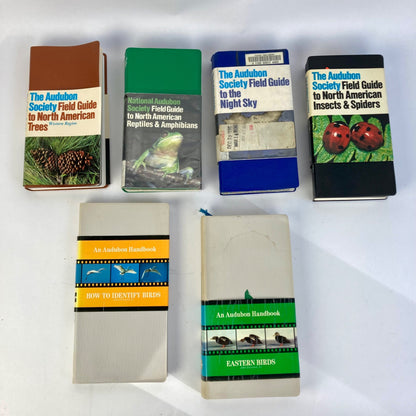 The Audubon
Society Field Guide
to North American
Trees
Western Region
National Audubon
Society Field Guide
to North American
Reptiles & Amphibians
The Audubon
Society Field Guide
to the
Night Sky
The Audubon Society Field Guide
to North American
Insects & Spiders
An Audubon Handbook
HOW TO IDENTIFY BIRDS
An Audubon Handbook
EASTERN BIRDS